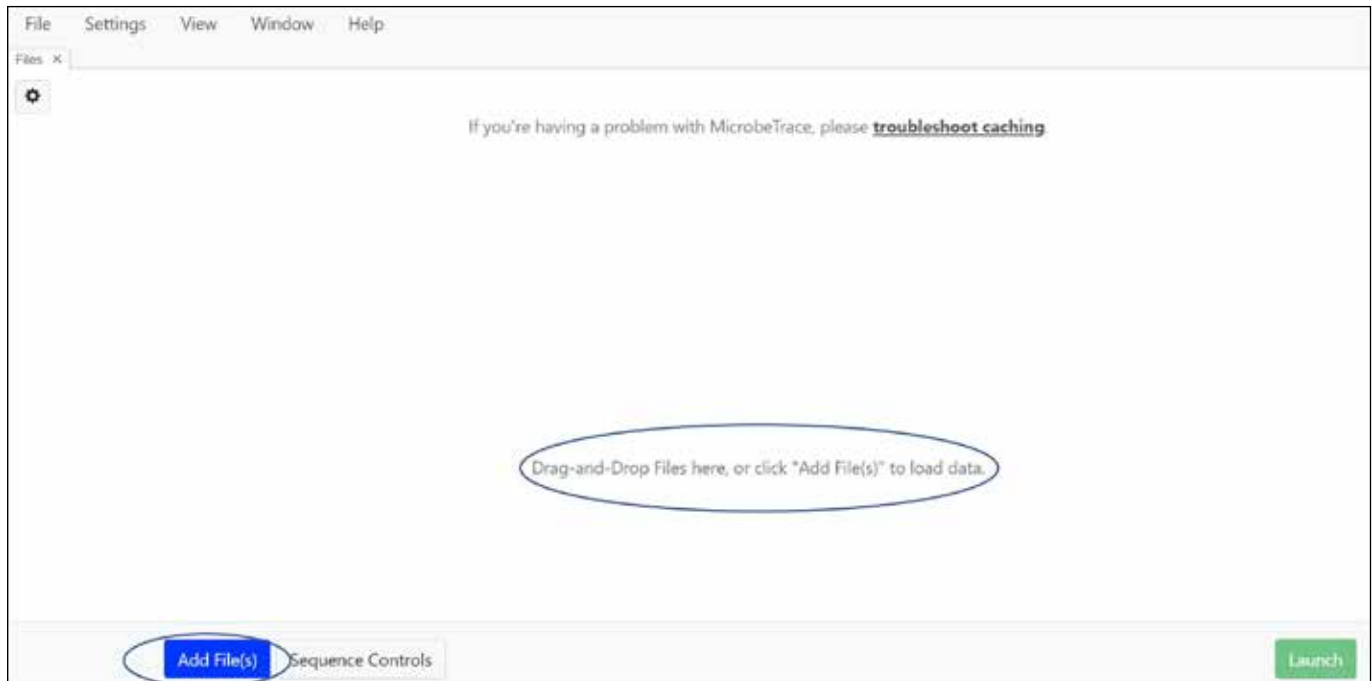 File Settings View Window Help
Files ×
If you're having a problem with MicrobeTrace, please troubleshoot caching.
Drag-and-Drop Files here, or click "Add File(s)" to load data.
Add File(s) Sequence Controls Launch